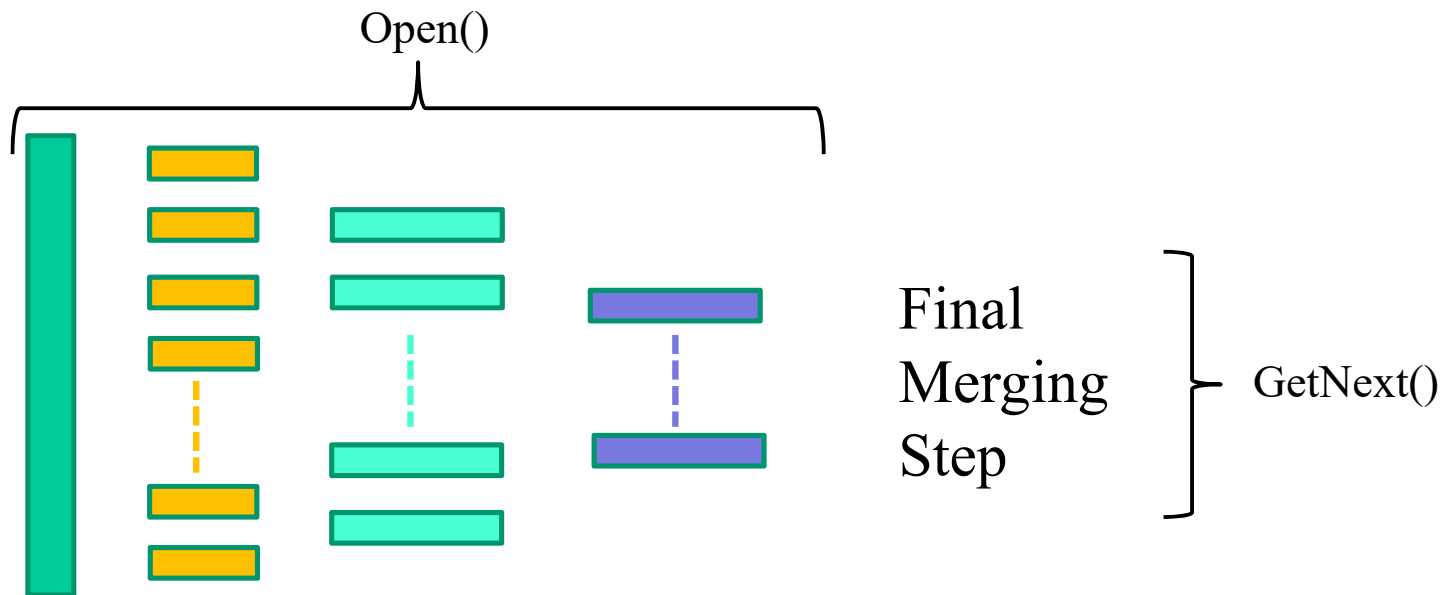 Open()
Final
Merging
Step
GetNext()